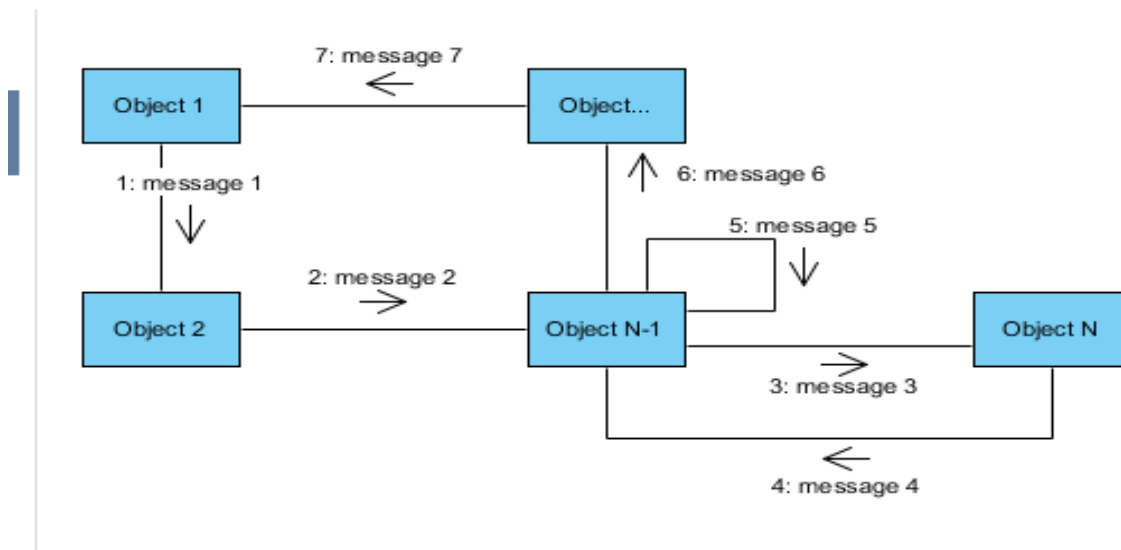 7: message 7
Object 1
Object...
1: message 1
6: message 6
5: message 5
2: message 2
Object 2
Object N-1
Object N
3: message 3
4: message 4